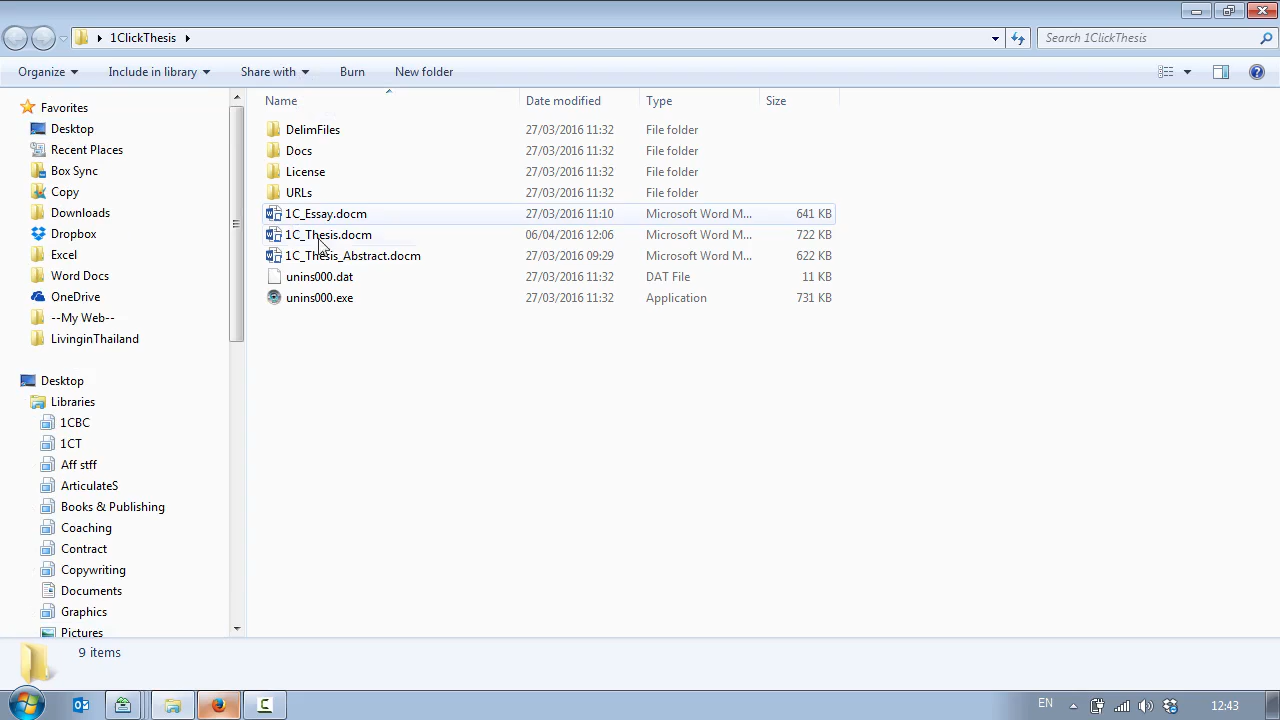 1ClickThesis
Search 1ClickThesis
Organize Include in library Share with Burn New folder
Favorites
Desktop
Recent Places
Box Sync
Copy
Downloads
Dropbox
Excel
Word Docs
OneDrive
--My Web--
LivinginThailand
Desktop
Libraries
1CBC
1CT
Aff stff
ArticulateS
Books & Publishing
Coaching
Contract
Copywriting
Documents
Graphics
Pictures
Name Date modified Type Size
DelimFiles 27/03/2016 11:32 File folder
Docs 27/03/2016 11:32 File folder
License 27/03/2016 11:32 File folder
URLs 27/03/2016 11:32 File folder
1C_Essay.docm 27/03/2016 11:10 Microsoft Word M... 641 KB
1C_Thesis.docm 06/04/2016 12:06 Microsoft Word M... 722 KB
1C_Thesis_Abstract.docm 27/03/2016 09:29 Microsoft Word M... 622 KB
unins000.dat 27/03/2016 11:32 DAT File 11 KB
unins000.exe 27/03/2016 11:32 Application 731 KB
9 items
EN 12:43